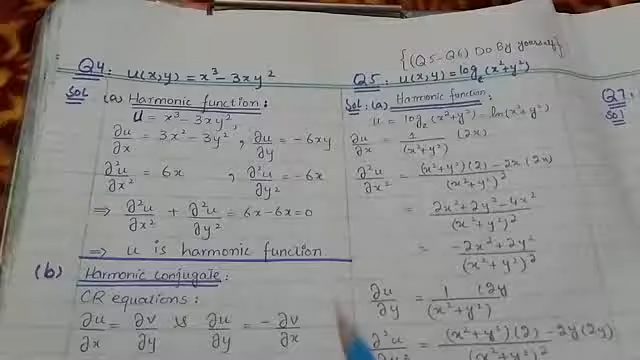 Q4. u(x,y) = x³ - 3xy²
Sol (a) Harmonic function:
u = x³ - 3xy²
∂u/∂x = 3x² - 3y², ∂u/∂y = -6xy
∂²u/∂x² = 6x , ∂²u/∂y² = -6x
⇒ ∂²u/∂x² + ∂²u/∂y² = 6x - 6x = 0
⇒ u is harmonic function
(b) Harmonic conjugate:
CR equations:
∂u/∂x = ∂v/∂y & ∂u/∂y = -∂v/∂x
{(Q5-Q6) Do By yourself}
Q5. u(x,y) = log_e(x²+y²)
Sol: (a) Harmonic function:
u = log_e(x²+y²) = ln(x²+y²)
∂u/∂x = 1/(x²+y²) (2x)
∂²u/∂x² = (x²+y²)(2) - 2x(2x)/(x²+y²)²
= 2x²+2y²-4x²/(x²+y²)²
= -2x²+2y²/(x²+y²)²
∂u/∂y = 1/(x²+y²) (2y
∂²u/∂y² = (x²+y²)(2) - 2y(2y)/(x²+y²)²
Q7.
Sol